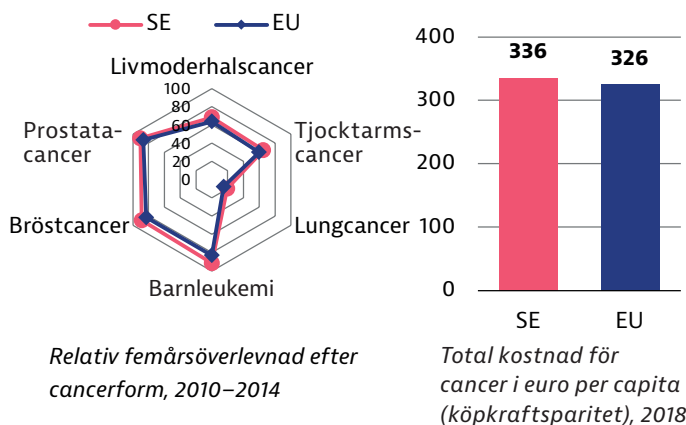 SE EU
Livmoderhalscancer
100
80
60
40
20
0
Tjocktarms-
cancer
Lungcancer
Barnleukemi
Bröstcancer
Prostata-
cancer
Relativ femårsöverlevnad efter
cancerform, 2010–2014
400
300
200
100
0
336 326
SE EU
Total kostnad för
cancer i euro per capita
(köpkraftsparitet), 2018